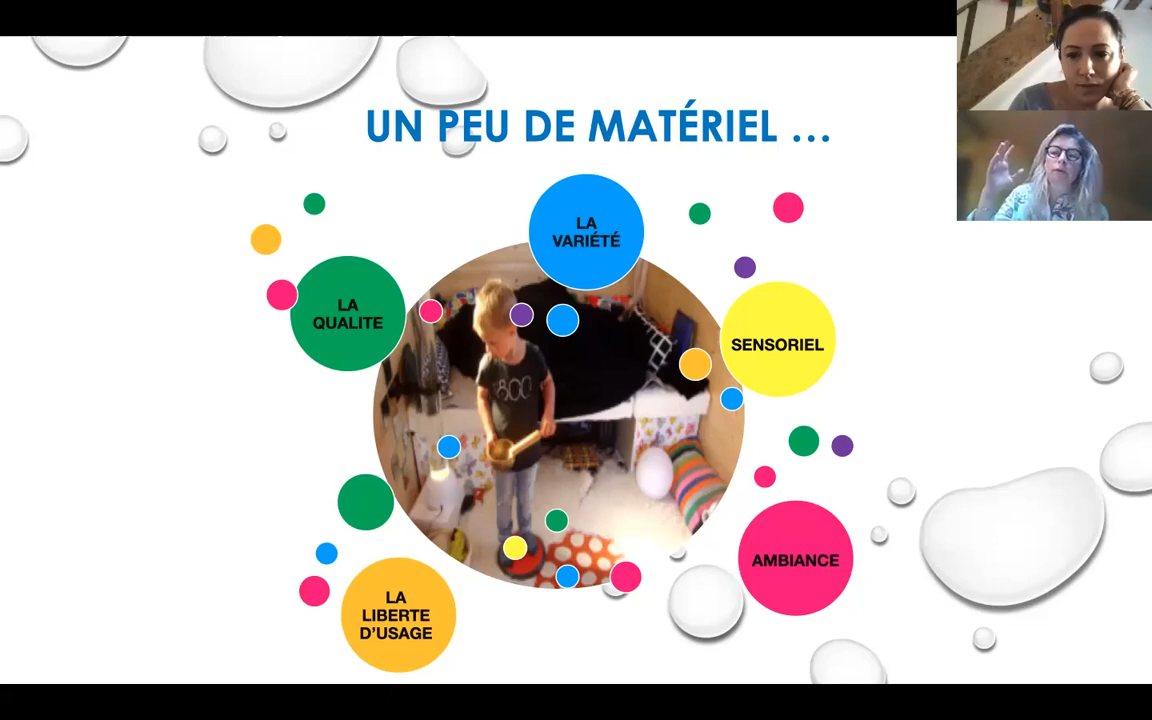 UN PEU DE MATÉRIEL ...
LA
VARIÉTÉ
LA
QUALITE
SENSORIEL
800
AMBIANCE
LA
LIBERTE
D'USAGE